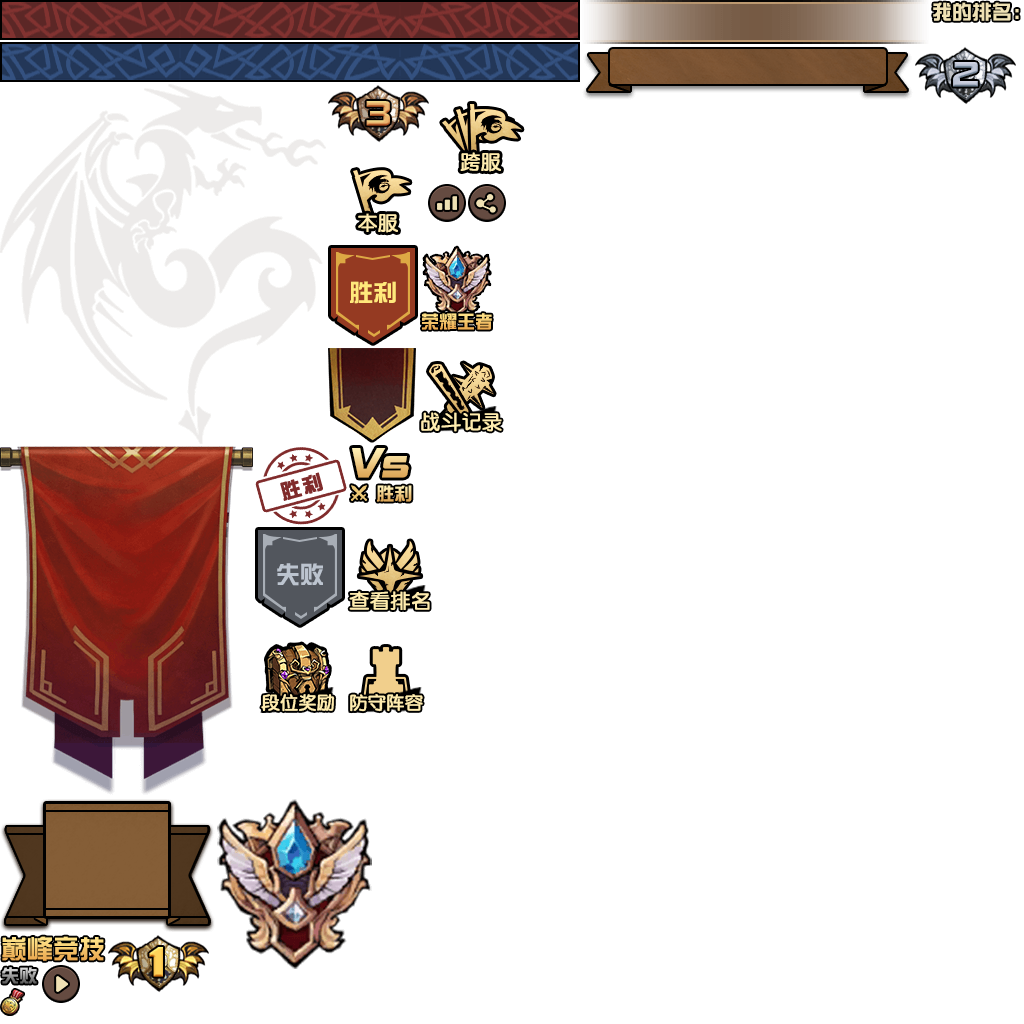 我的排名:
2
3
跨服
本服
胜利
荣耀王者
战斗记录
胜利
Vs
胜利
失败
查看排名
段位奖励
防守阵容
巅峰竞技
1
失败